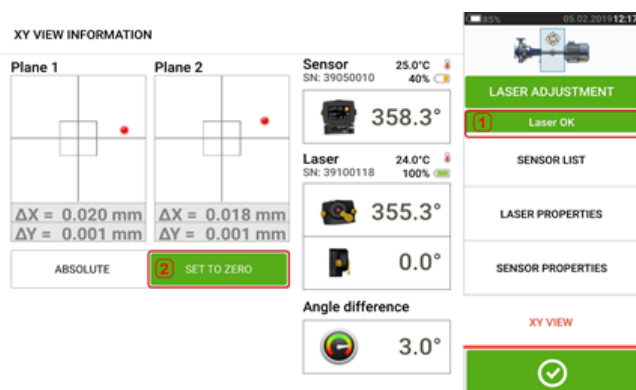 85% 05.02.2019 12:17
XY VIEW INFORMATION
Plane 1
Plane 2
ΔX = 0.020 mm
ΔY = 0.001 mm
ΔX = 0.018 mm
ΔY = 0.001 mm
ABSOLUTE
2 SET TO ZERO
Sensor 25.0°C
SN: 39050010 40%
358.3°
Laser 24.0°C
SN: 39100118 100%
355.3°
0.0°
Angle difference
3.0°
LASER ADJUSTMENT
1 Laser OK
SENSOR LIST
LASER PROPERTIES
SENSOR PROPERTIES
XY VIEW